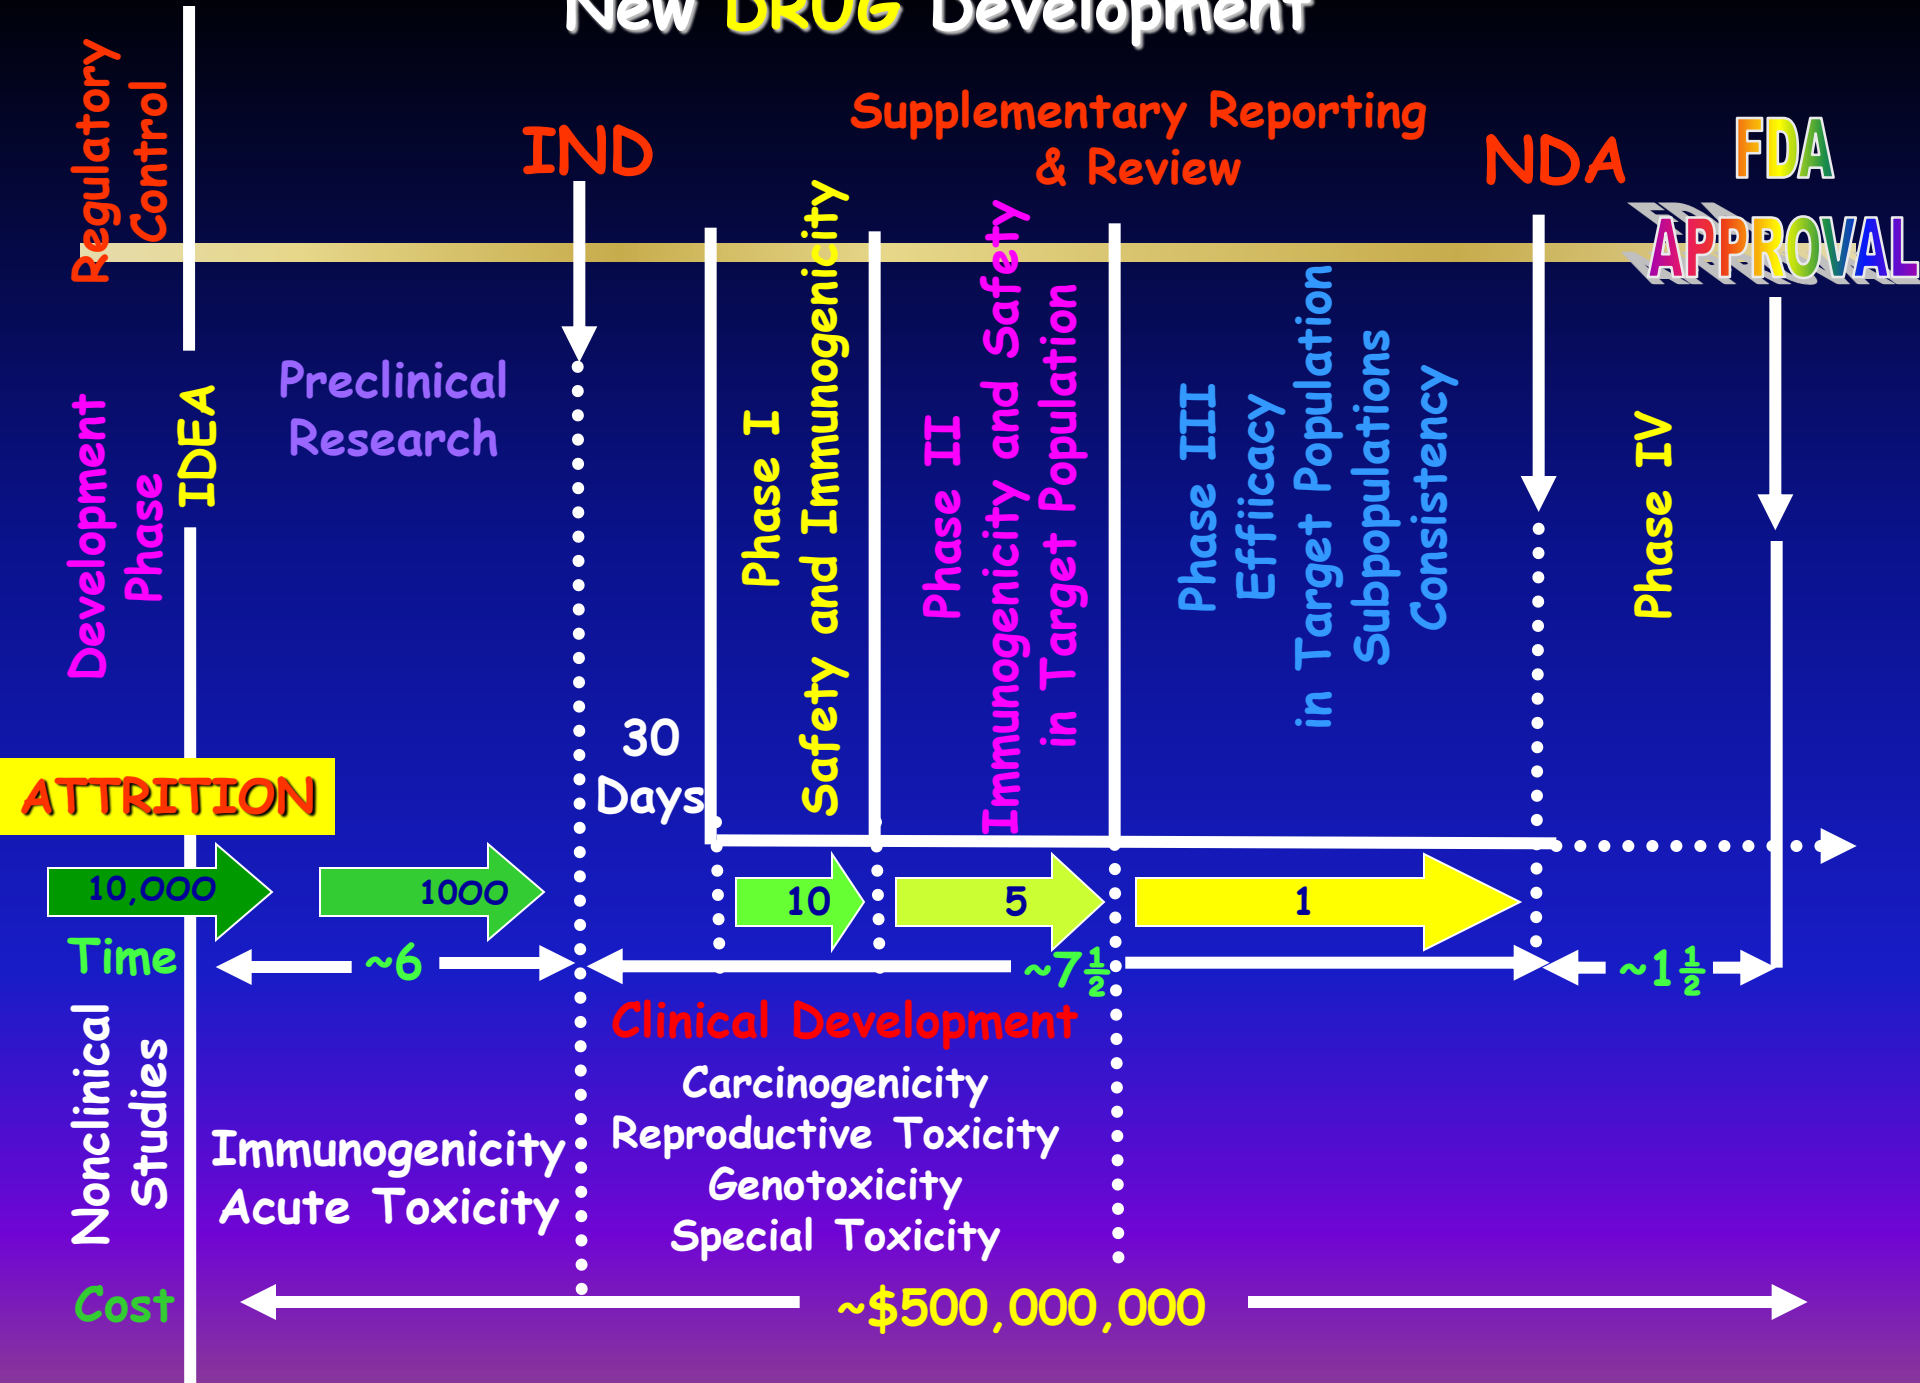 New DRUG Development
Regulatory
Control
IND
Supplementary Reporting
& Review
NDA
FDA
APPROVAL
Development
Phase
IDEA
Preclinical
Research
30
Days
Phase I
Safety and Immunogenicity
Phase II
Immunogenicity and Safety
in Target Population
Phase III
Effiicacy
in Target Population
Subpopulations
Consistency
Phase IV
ATTRITION
10,000
1000
10
5
1
Time
~6
~7½
~1½
Clinical Development
Nonclinical
Studies
Immunogenicity
Acute Toxicity
Carcinogenicity
Reproductive Toxicity
Genotoxicity
Special Toxicity
Cost
~$500,000,000